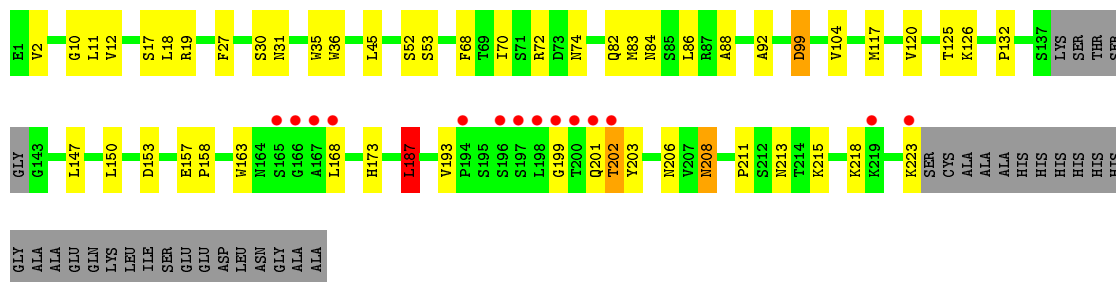 E1 V2 G10 L11 V12 S17 L18 R19 F27 S30 N31 W35 W36 L45 S52 S53 F68 T69 I70 S71 R72 D73 N74 Q82 M83 N84 S85 L86 R87 A88 A92 D99 V104 M117 V120 T125 K126 P132 S137 LYS SER THR SER
GLY G143 L147 L150 D153 E157 P158 W163 N164 S165 G166 A167 L168 H173 L187 V193 P194 S195 S196 S197 L198 G199 T200 Q201 T202 Y203 N206 V207 N208 P211 S212 N213 T214 K215 K218 K219 K223 SER CYS ALA ALA ALA HIS HIS HIS HIS HIS HIS
GLY ALA ALA GLU GLN LYS LEU ILE SER GLU GLU ASP LEU ASN GLY ALA ALA